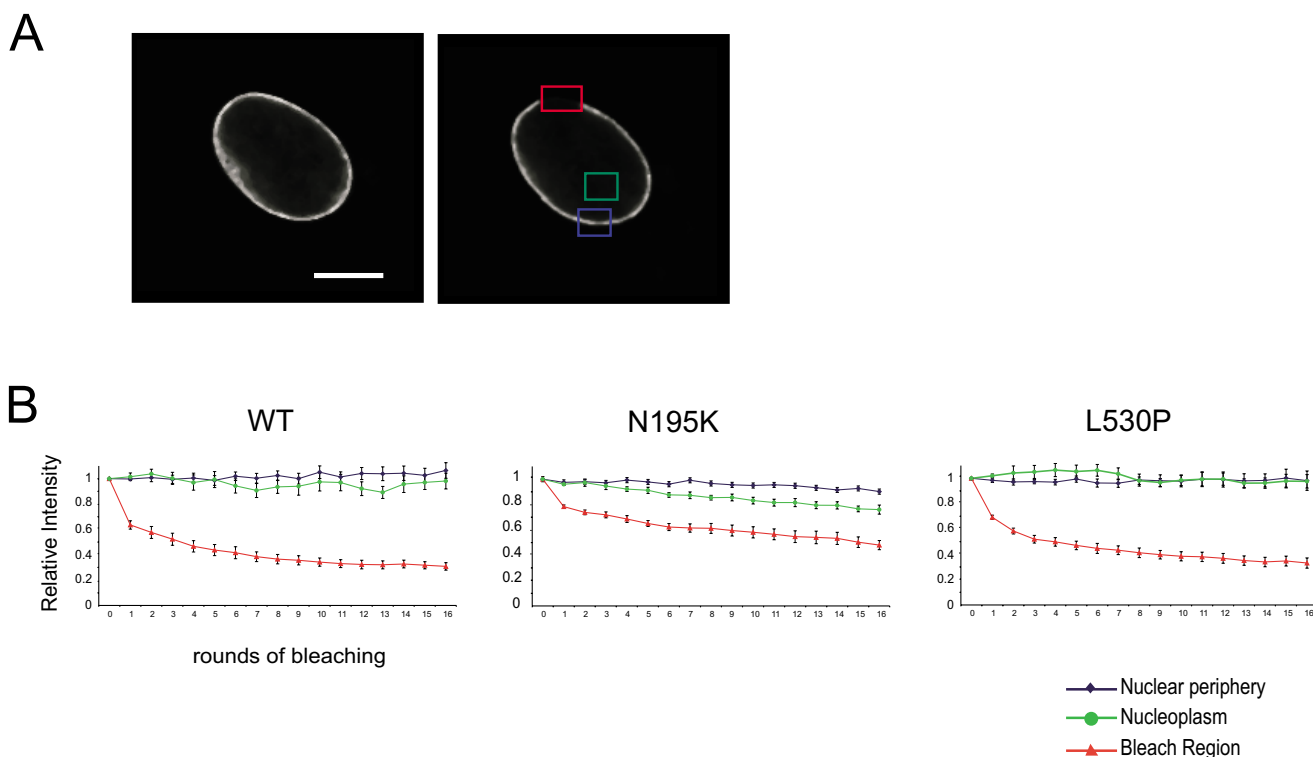 A
B
WT
N195K
L530P
Relative Intensity
1
0.8
0.6
0.4
0.2
0
0 1 2 3 4 5 6 7 8 9 10 11 12 13 14 15 16
1
0.8
0.6
0.4
0.2
0
0 1 2 3 4 5 6 7 8 9 10 11 12 13 14 15 16
1
0.8
0.6
0.4
0.2
0
0 1 2 3 4 5 6 7 8 9 10 11 12 13 14 15 16
rounds of bleaching
Nuclear periphery
Nucleoplasm
Bleach Region